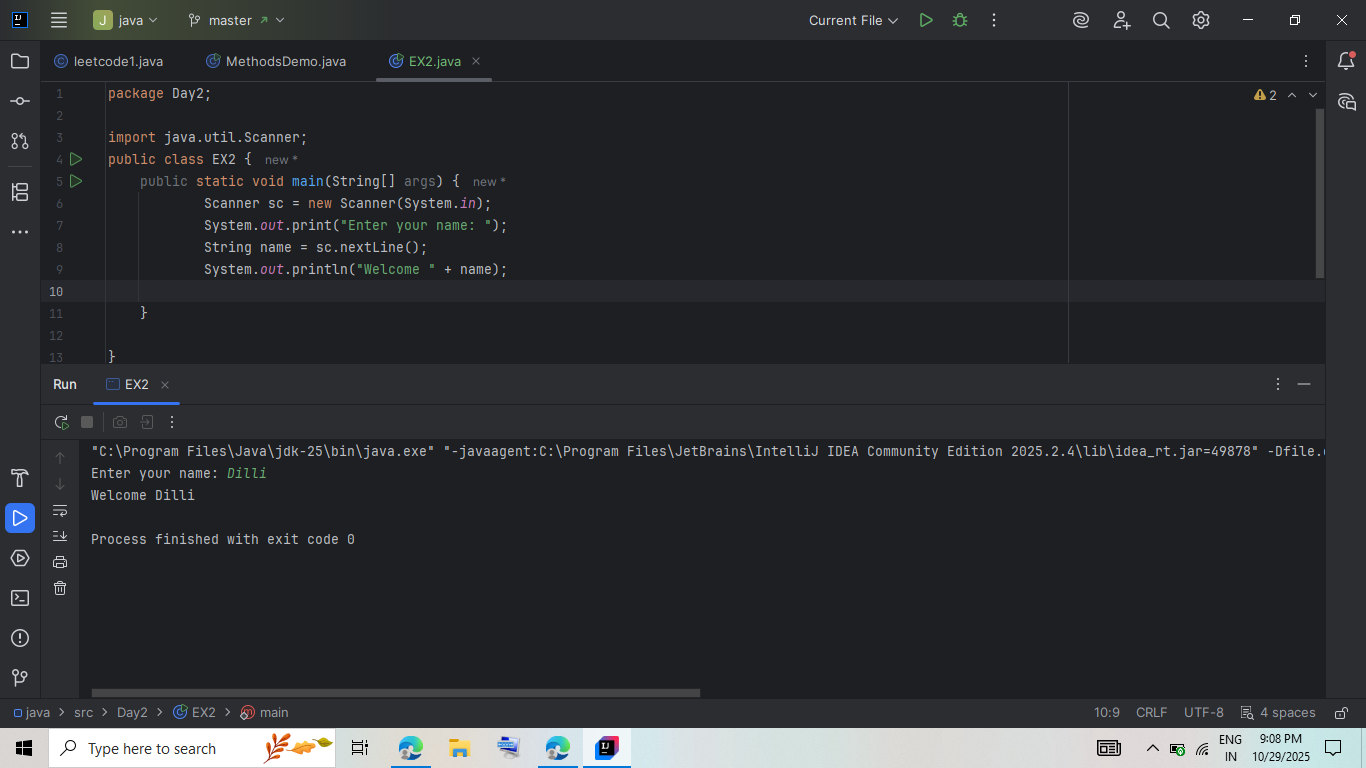 J java master Current File
leetcode1.java MethodsDemo.java EX2.java
1 package Day2;
2
2
3 import java.util.Scanner;
4 public class EX2 { new *
5 public static void main(String[] args) { new *
6 Scanner sc = new Scanner(System.in);
7 System.out.print("Enter your name: ");
8 String name = sc.nextLine();
9 System.out.println("Welcome " + name);
10
11 }
12
13 }
Run EX2
"C:\Program Files\Java\jdk-25\bin\java.exe" "-javaagent:C:\Program Files\JetBrains\IntelliJ IDEA Community Edition 2025.2.4\lib\idea_rt.jar=49878" -Dfile.
Enter your name: Dilli
Welcome Dilli
Process finished with exit code 0
java > src > Day2 > EX2 > main 10:9 CRLF UTF-8 4 spaces
Type here to search
ENG
IN
9:08 PM
10/29/2025